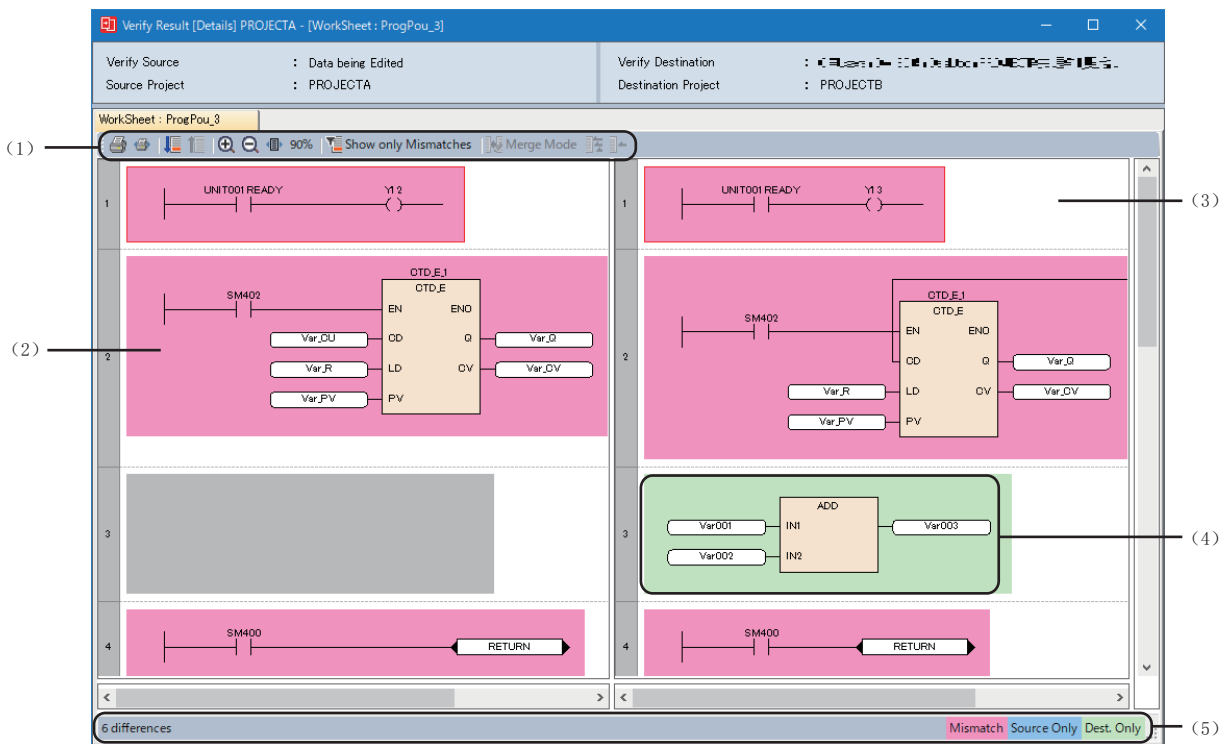 Verify Result [Details] PROJECTA - [WorkSheet : ProgPou_3]
Verify Source : Data being Edited
Source Project : PROJECTA
Verify Destination :
Destination Project : PROJECTB
WorkSheet : ProgPou_3
(1)
90% Show only Mismatches Merge Mode
1
UNIT001 READY Y12
1
UNIT001 READY Y13
(3)
(2)
2
SM402
CTD_E_1
CTD_E
EN ENO
Var_CU CD Q Var_Q
Var_R LD CV Var_CV
Var_PV PV
2
SM402
CTD_E_1
CTD_E
EN ENO
CD Q Var_Q
Var_R LD CV Var_CV
Var_PV PV
3
3
ADD
Var001 IN1 Var003
Var002 IN2
(4)
4
SM400
RETURN
4
SM400
RETURN
6 differences
Mismatch Source Only Dest. Only
(5)